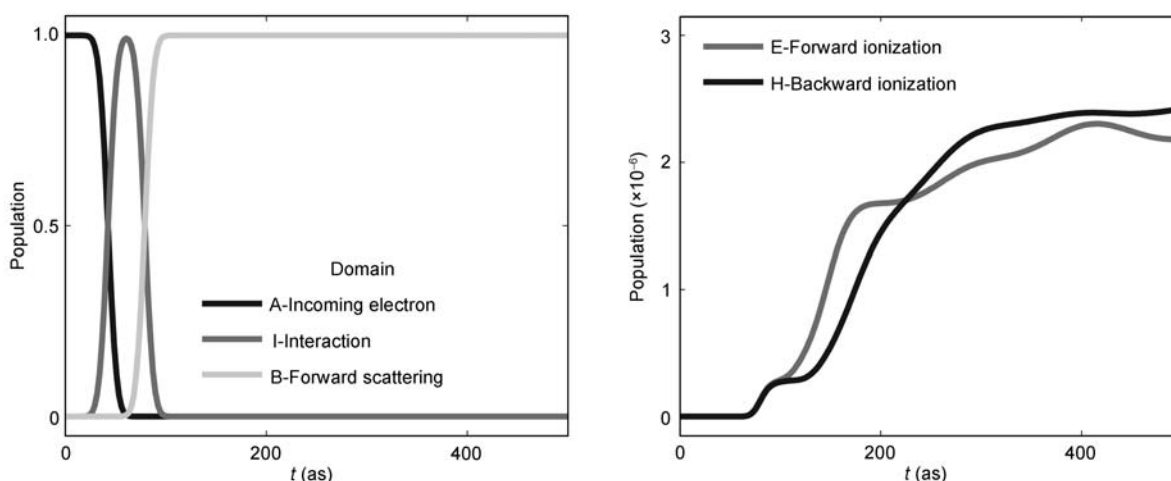 1.0
0.5
0
Population
Domain
A-Incoming electron
I-Interaction
B-Forward scattering
0
200
400
t (as)
3
2
1
0
Population (×10⁻⁶)
E-Forward ionization
H-Backward ionization
0
200
400
t (as)